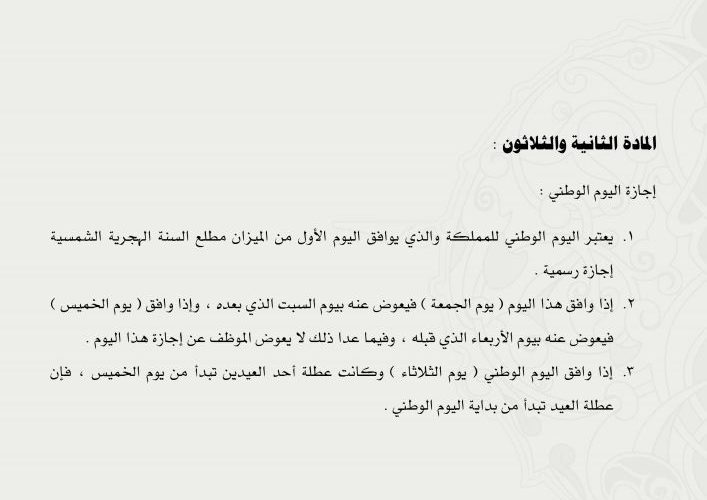 المادة الثانية والثلاثون :
إجازة اليوم الوطني :
١. يعتبر اليوم الوطني للمملكة والذي يوافق اليوم الأول من الميزان مطلع السنة الهجرية الشمسية
إجازة رسمية .
٢. إذا وافق هذا اليوم ( يوم الجمعة ) فيعوض عنه بيوم السبت الذي بعده ، وإذا وافق ( يوم الخميس )
فيعوض عنه بيوم الأربعاء الذي قبله ، وفيما عدا ذلك لا يعوض الموظف عن إجازة هذا اليوم .
٣. إذا وافق اليوم الوطني ( يوم الثلاثاء ) وكانت عطلة أحد العيدين تبدأ من يوم الخميس ، فإن
عطلة العيد تبدأ من بداية اليوم الوطني .